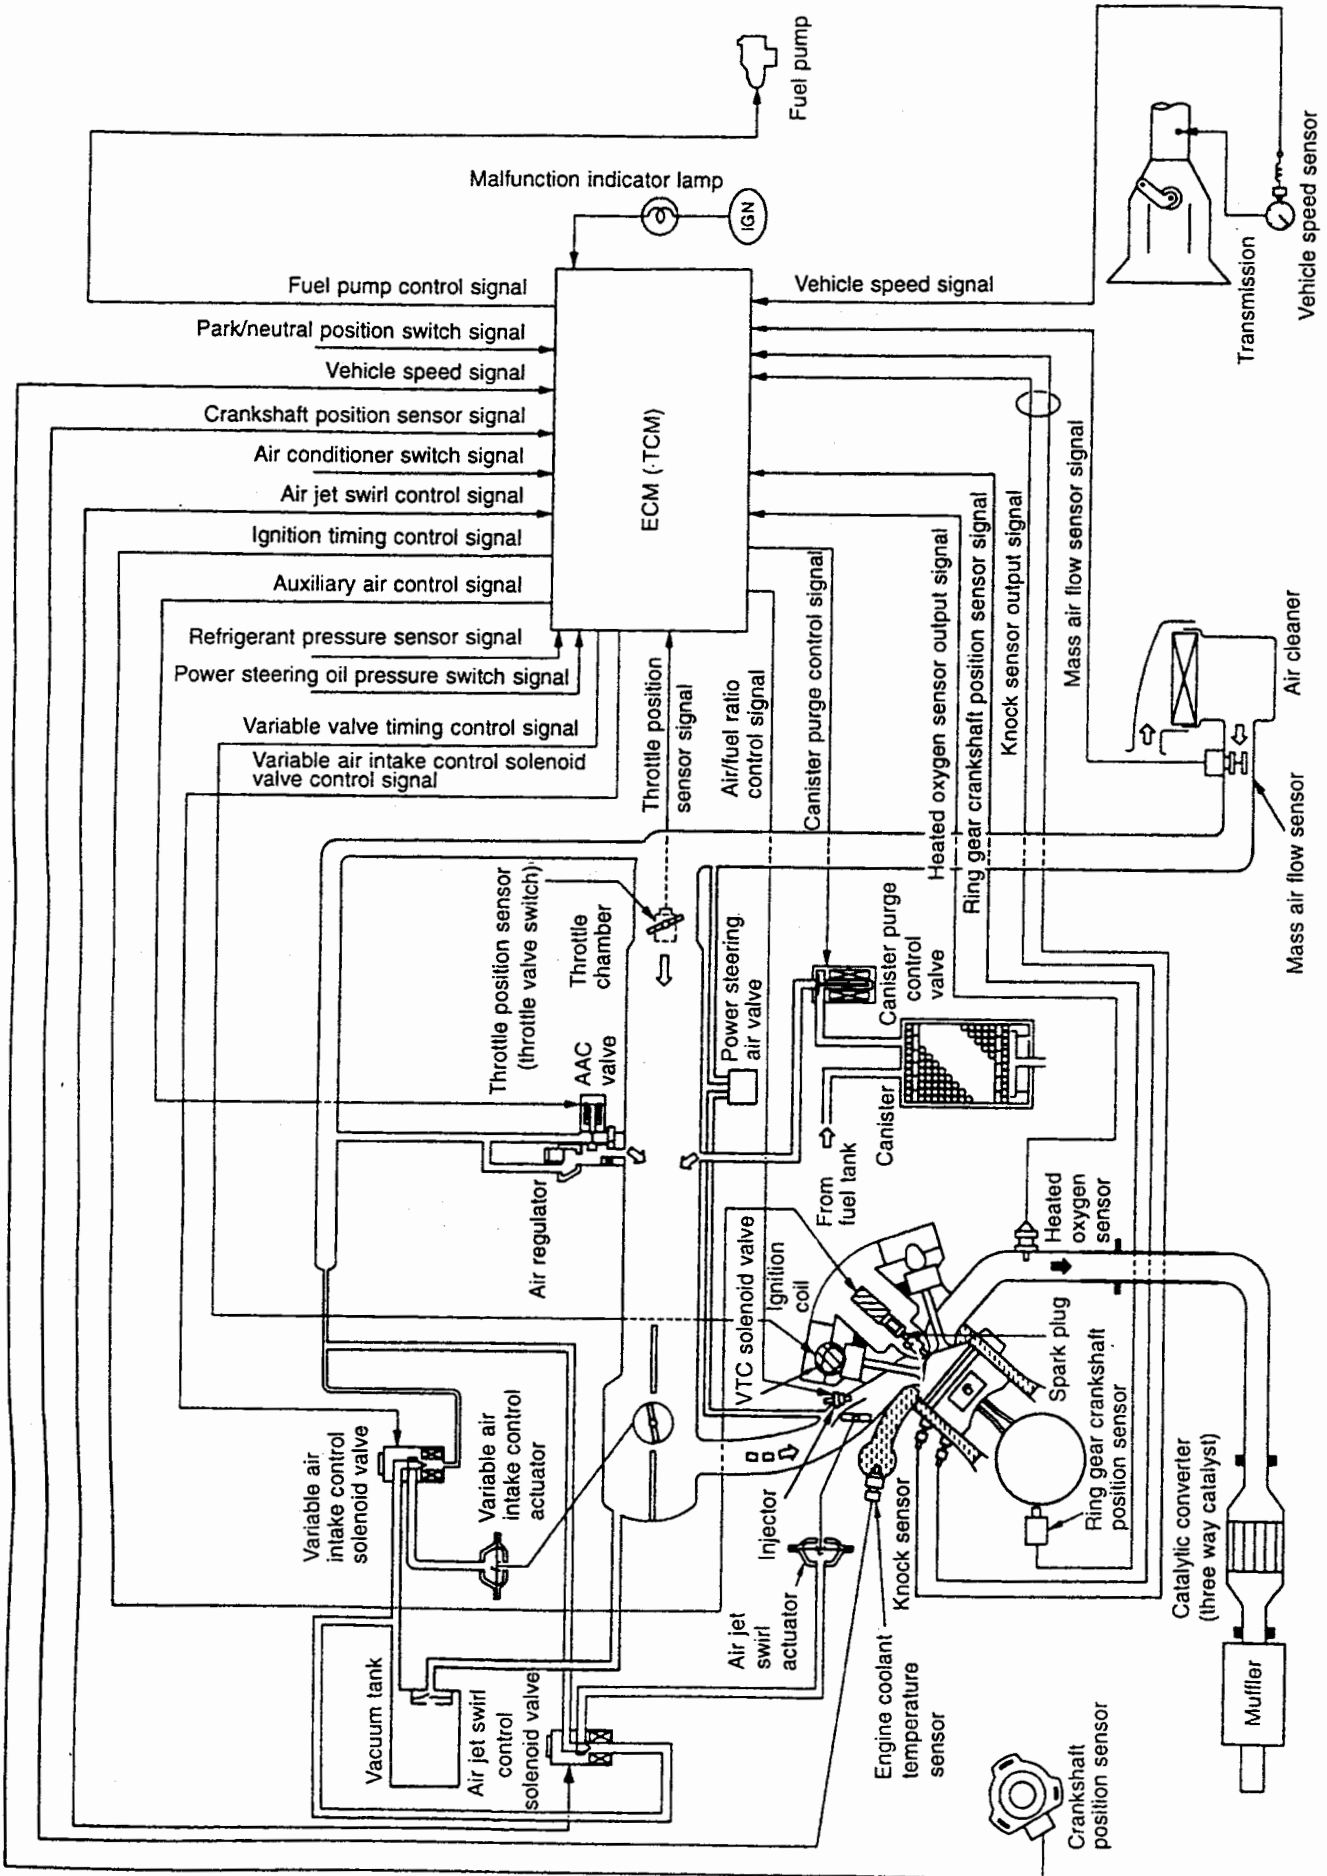 Fuel pump
Malfunction indicator lamp
IGN
Fuel pump control signal
Park/neutral position switch signal
Vehicle speed signal
Crankshaft position sensor signal
Air conditioner switch signal
Air jet swirl control signal
Ignition timing control signal
Auxiliary air control signal
Refrigerant pressure sensor signal
Power steering oil pressure switch signal
Variable valve timing control signal
Variable air intake control solenoid
valve control signal
ECM (·TCM)
Vehicle speed signal
Transmission
Vehicle speed sensor
Throttle position
sensor signal
Air/fuel ratio
control signal
Canister purge control signal
Heated oxygen sensor output signal
Ring gear crankshaft position sensor signal
Knock sensor output signal
Mass air flow sensor signal
Air cleaner
Mass air flow sensor
Throttle position sensor
(throttle valve switch)
Throttle
chamber
AAC
valve
Air regulator
Power steering
air valve
Canister purge
control
valve
Canister
From
fuel tank
Heated
oxygen
sensor
VTC solenoid valve
Ignition
coil
Spark plug
Ring gear crankshaft
position sensor
Variable air
intake control
solenoid valve
Variable air
intake control
actuator
Injector
Knock sensor
Air jet
swirl
actuator
Engine coolant
temperature
sensor
Vacuum tank
Air jet swirl
control
solenoid valve
Catalytic converter
(three way catalyst)
Muffler
Crankshaft
position sensor